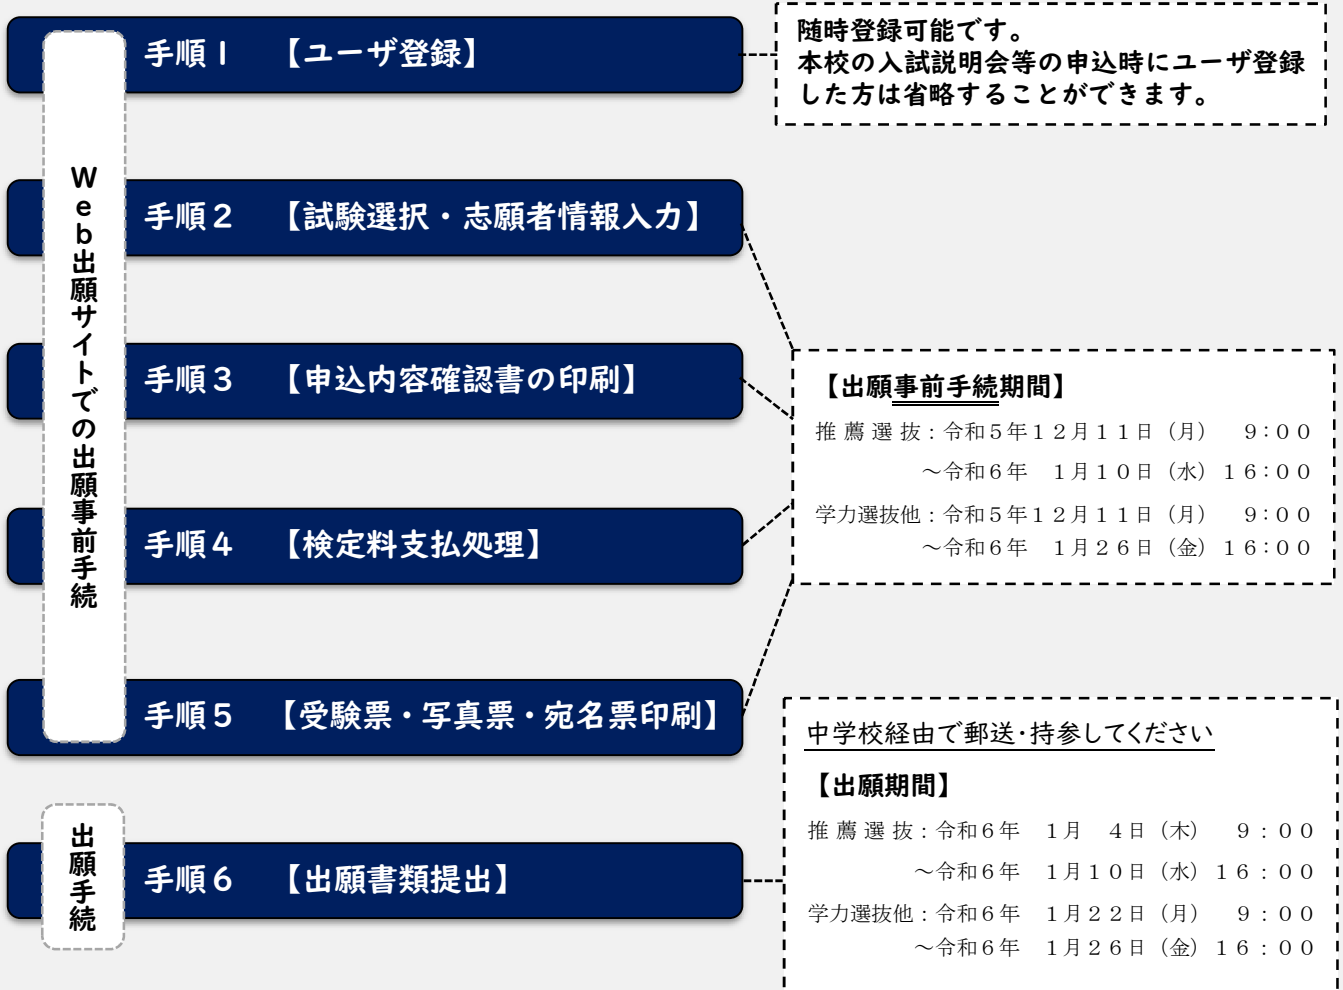 手順１　【ユーザ登録】
随時登録可能です。
本校の入試説明会等の申込時にユーザ登録
した方は省略することができます。
Web出願サイトでの出願事前手続
手順２　【試験選択・志願者情報入力】
手順３　【申込内容確認書の印刷】
【出願事前手続期間】
推 薦 選 抜：令和５年１２月１１日（月）　９：００
～令和６年　１月１０日（水）１６：００
学力選抜他：令和５年１２月１１日（月）　９：００
～令和６年　１月２６日（金）１６：００
手順４　【検定料支払処理】
手順５　【受験票・写真票・宛名票印刷】
中学校経由で郵送・持参してください
【出願期間】
推 薦 選 抜：令和６年　１月　４日（木）　９：００
～令和６年　１月１０日（水）１６：００
学力選抜他：令和６年　１月２２日（月）　９：００
～令和６年　１月２６日（金）１６：００
出願手続
手順６　【出願書類提出】